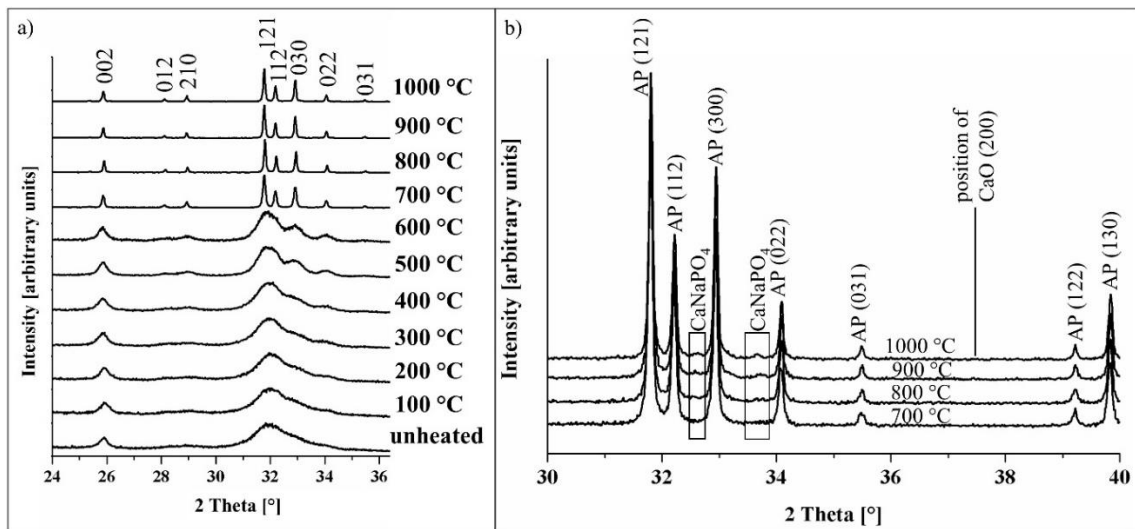 a)
002
012
210
121
112
030
022
031
1000 °C
900 °C
800 °C
700 °C
600 °C
500 °C
400 °C
300 °C
200 °C
100 °C
unheated
Intensity [arbitrary units]
24 26 28 30 32 34 36
2 Theta [°]
b)
AP (121)
AP (112)
CaNaPO4
AP (300)
CaNaPO4
AP (022)
AP (031)
position of
CaO (200)
AP (122)
AP (130)
1000 °C
900 °C
800 °C
700 °C
Intensity [arbitrary units]
30 32 34 36 38 40
2 Theta [°]